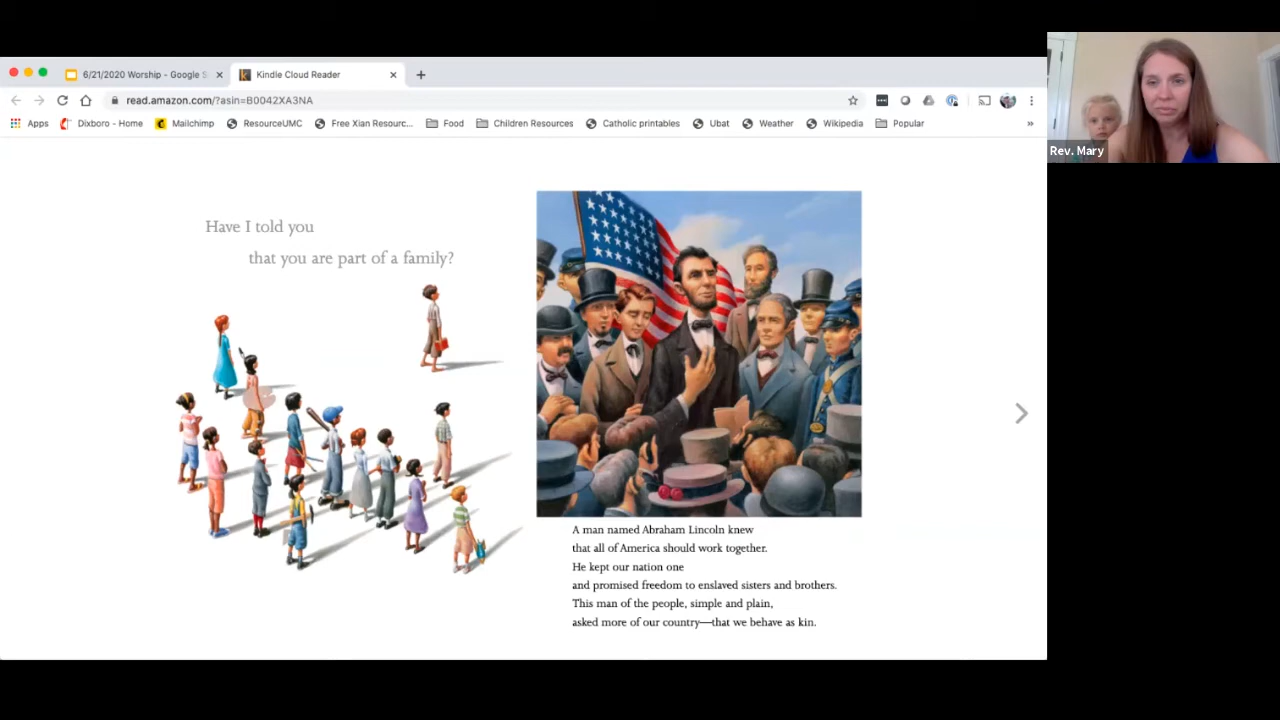 6/21/2020 Worship - Google S
Kindle Cloud Reader
read.amazon.com/?asin=B0042XA3NA
Apps
Dixboro - Home
Mailchimp
ResourceUMC
Free Xian Resourc...
Food
Children Resources
Catholic printables
Ubat
Weather
Wikipedia
Popular
»
Rev. Mary
Have I told you
that you are part of a family?
A man named Abraham Lincoln knew
that all of America should work together.
He kept our nation one
and promised freedom to enslaved sisters and brothers.
This man of the people, simple and plain,
asked more of our country—that we behave as kin.